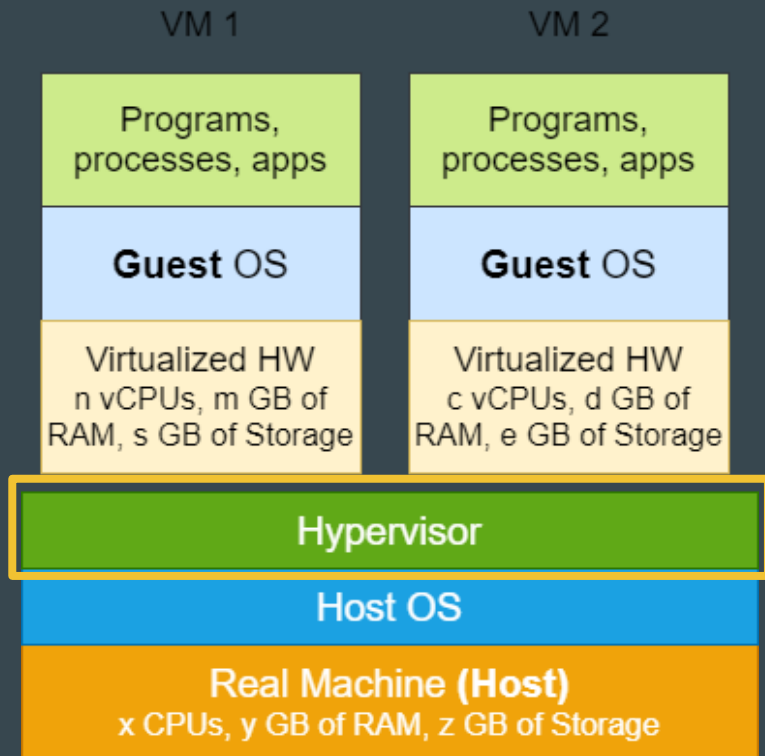 VM 1
Programs,
processes, apps
Guest OS
Virtualized HW
n vCPUs, m GB of
RAM, s GB of Storage
VM 2
Programs,
processes, apps
Guest OS
Virtualized HW
c vCPUs, d GB of
RAM, e GB of Storage
Hypervisor
Host OS
Real Machine (Host)
x CPUs, y GB of RAM, z GB of Storage